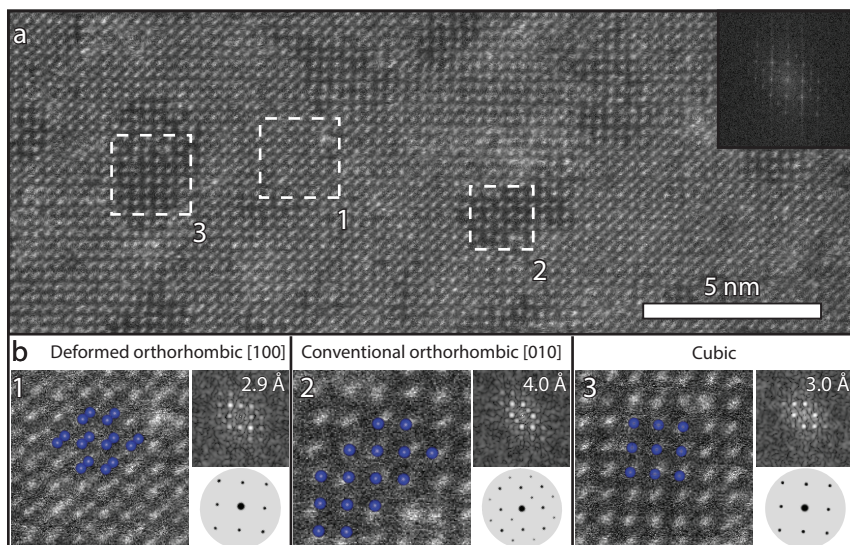 a
3
1
2
5 nm
b Deformed orthorhombic [100] Conventional orthorhombic [010] Cubic
1 2.9 Å 2 4.0 Å 3 3.0 Å